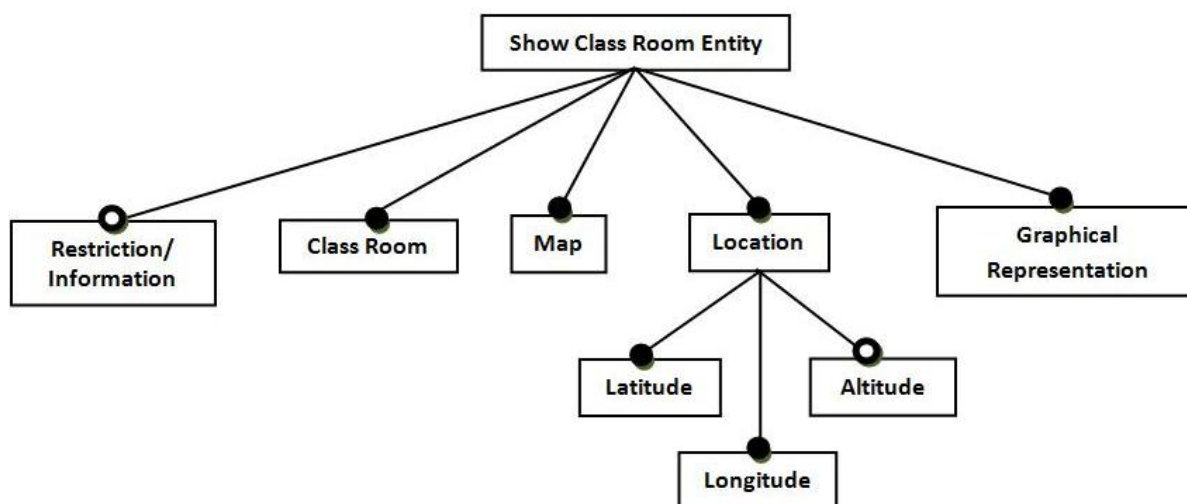 Show Class Room Entity
Restriction/
Information
Class Room
Map
Location
Graphical
Representation
Latitude
Altitude
Longitude